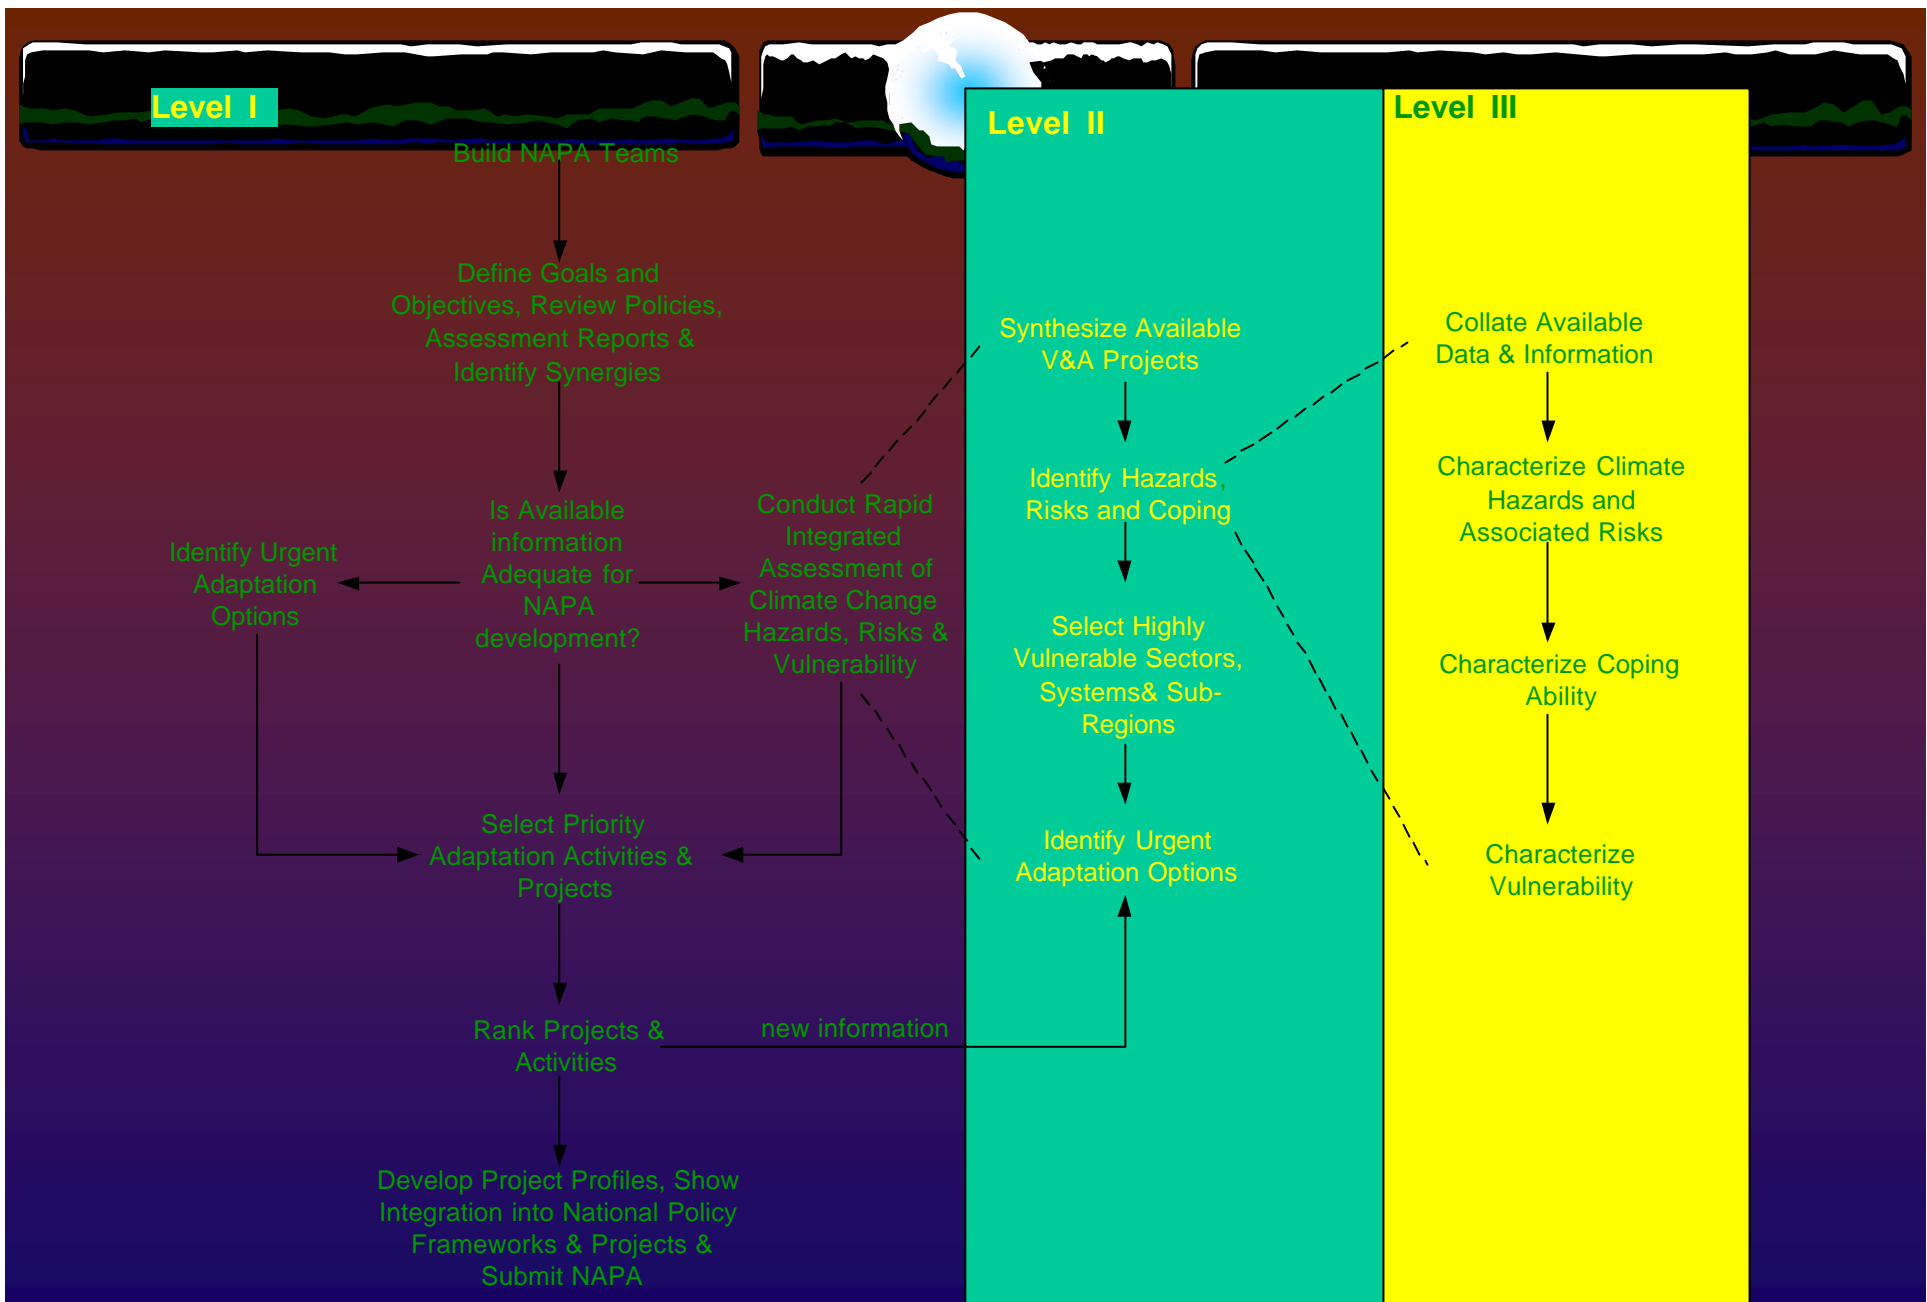 Level I
Build NAPA Teams
Define Goals and
Objectives, Review Policies,
Assessment Reports &
Identify Synergies
Is Available
information
Adequate for
NAPA
development?
Identify Urgent
Adaptation
Options
Conduct Rapid
Integrated
Assessment of
Climate Change
Hazards, Risks &
Vulnerability
Select Priority
Adaptation Activities &
Projects
Rank Projects &
Activities
new information
Develop Project Profiles, Show
Integration into National Policy
Frameworks & Projects &
Submit NAPA
Level II
Synthesize Available
V&A Projects
Identify Hazards,
Risks and Coping
Select Highly
Vulnerable Sectors,
Systems& Sub-
Regions
Identify Urgent
Adaptation Options
Level III
Collate Available
Data & Information
Characterize Climate
Hazards and
Associated Risks
Characterize Coping
Ability
Characterize
Vulnerability